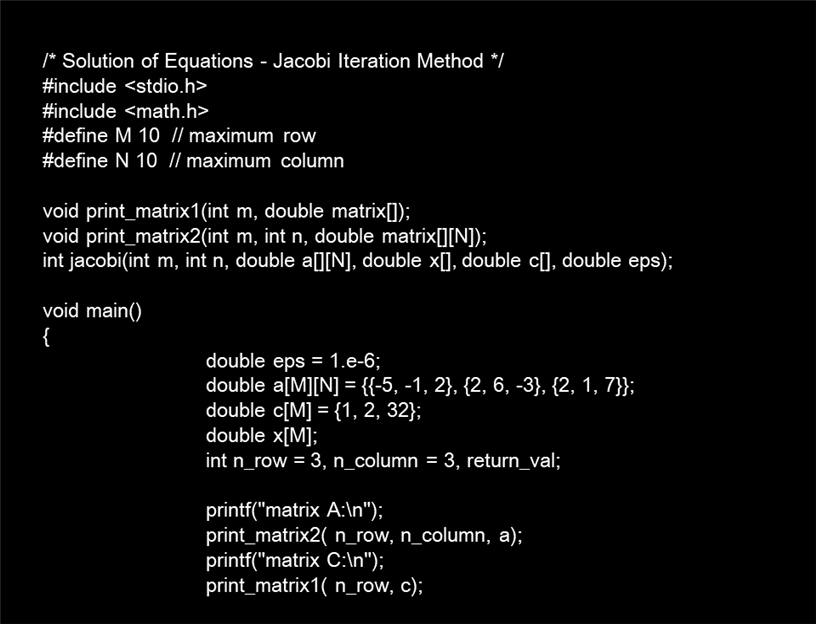 /* Solution of Equations - Jacobi Iteration Method */
#include <stdio.h>
#include <math.h>
#define M 10  // maximum row
#define N 10  // maximum column
void print_matrix1(int m, double matrix[]);
void print_matrix2(int m, int n, double matrix[][N]);
int jacobi(int m, int n, double a[][N], double x[], double c[], double eps);
void main()
{
double eps = 1.e-6;
double a[M][N] = {{-5, -1, 2}, {2, 6, -3}, {2, 1, 7}};
double c[M] = {1, 2, 32};
double x[M];
int n_row = 3, n_column = 3, return_val;
printf("matrix A:\n");
print_matrix2( n_row, n_column, a);
printf("matrix C:\n");
print_matrix1( n_row, c);